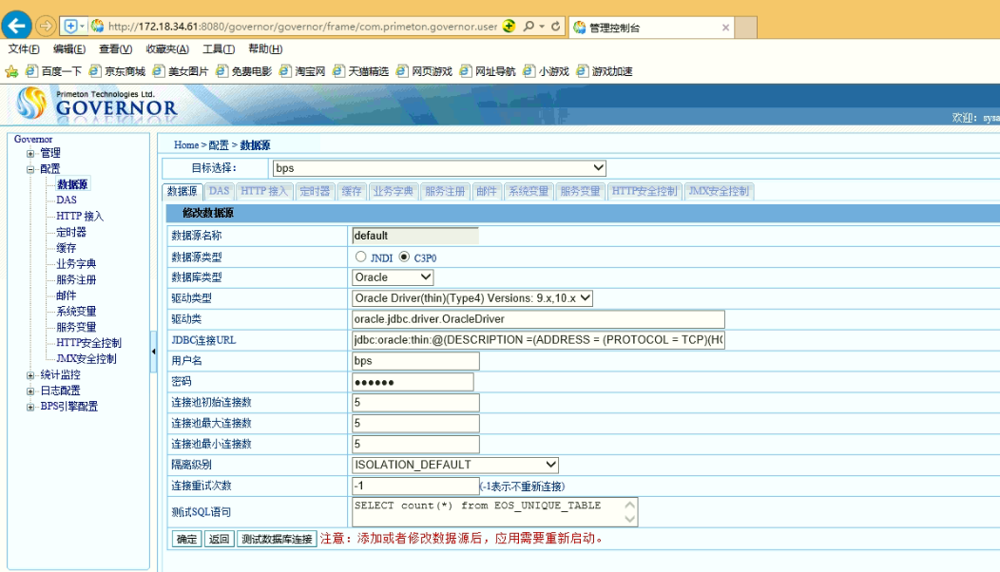 http://172.18.34.61:8080/governor/governor/frame/com.primeton.governor.user
管理控制台
文件(F) 编辑(E) 查看(V) 收藏夹(A) 工具(T) 帮助(H)
百度一下 京东商城 美女图片 免费电影 淘宝网 天猫精选 网页游戏 网址导航 小游戏 游戏加速
Primeton Technologies Ltd.
GOVERNOR
欢迎: sysa
Governor
管理
配置
数据源
DAS
HTTP 接入
定时器
缓存
业务字典
服务注册
邮件
系统变量
服务变量
HTTP安全控制
JMX安全控制
统计监控
日志配置
BPS引擎配置
Home > 配置 > 数据源
目标选择: bps
数据源 DAS HTTP 接入 定时器 缓存 业务字典 服务注册 邮件 系统变量 服务变量 HTTP安全控制 JMX安全控制
修改数据源
数据源名称 default
数据源类型 JNDI C3P0
数据库类型 Oracle
驱动类型 Oracle Driver(thin)(Type4) Versions: 9.x,10.x
驱动类 oracle.jdbc.driver.OracleDriver
JDBC连接URL jdbc:oracle:thin:@(DESCRIPTION =(ADDRESS = (PROTOCOL = TCP)(HO
用户名 bps
密码 ●●●●●●
连接池初始连接数 5
连接池最大连接数 5
连接池最小连接数 5
隔离级别 ISOLATION_DEFAULT
连接重试次数 -1 (-1表示不重新连接)
测试SQL语句 SELECT count(*) from EOS_UNIQUE_TABLE
确定 返回 测试数据库连接 注意：添加或者修改数据源后，应用需要重新启动。